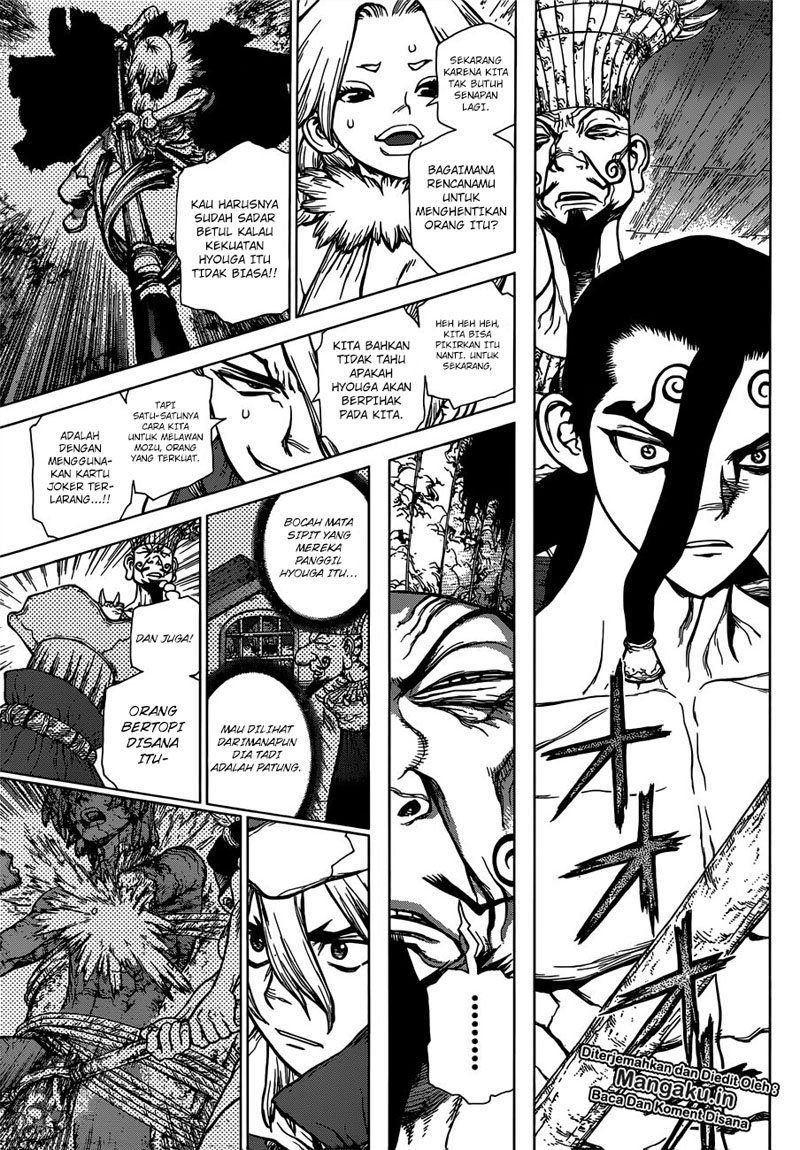 オ
オ
オ
SEKARANG
KARENA KITA
TAK BUTUH
SENAPAN
LAGI.
BAGAIMANA
RENCANAMU
UNTUK
MENGHENTIKAN
ORANG ITU?
KAU HARUSNYA
SUDAH SADAR
BETUL KALAU
KEKUATAN
HYOUGA ITU
TIDAK BIASA!!
HEH HEH HEH,
KITA BISA
PIKIRKAN ITU
NANTI. UNTUK
SEKARANG,
KITA BAHKAN
TIDAK TAHU
APAKAH
HYOUGA AKAN
BERPIHAK
PADA KITA.
TAPI
SATU-SATUNYA
CARA KITA
UNTUK MELAWAN
MOZU, ORANG
YANG TERKUAT.
ADALAH
DENGAN
MENGGUNA-
KAN KARTU
JOKER TER-
LARANG...!!
BOCAH MATA
SIPIT YANG
MEREKA
PANGGIL
HYOUGA ITU...
MAU DILIHAT
DARIMANAPUN
DIA TADI
ADALAH PATUNG.
DAN JUGA!
ORANG
BERTOPI
DISANA
ITU-
........
Diterjemahkan dan Diedit Oleh :
Mangaku.in
Baca Dan Koment Disana